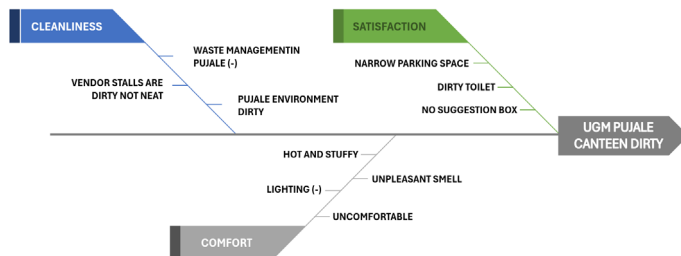 CLEANLINESS
WASTE MANAGEMENTIN
PUJALE (-)
VENDOR STALLS ARE
DIRTY NOT NEAT
PUJALE ENVIRONMENT
DIRTY
SATISFACTION
NARROW PARKING SPACE
DIRTY TOILET
NO SUGGESTION BOX
UGM PUJALE
CANTEEN DIRTY
HOT AND STUFFY
UNPLEASANT SMELL
LIGHTING (-)
UNCOMFORTABLE
COMFORT